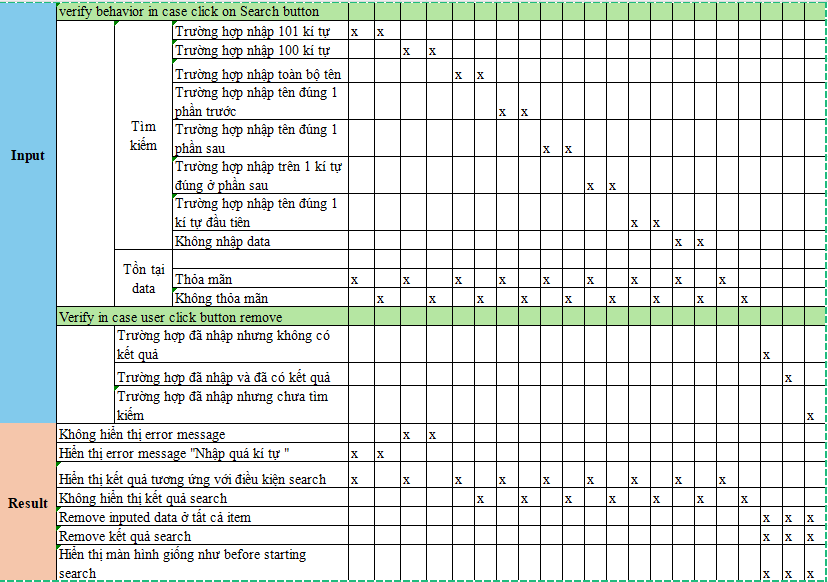 verify behavior in case click on Search button
Input
Tìm
kiếm
Trường hợp nhập 101 kí tự x x
Trường hợp nhập 100 kí tự x x
Trường hợp nhập toàn bộ tên x x
Trường hợp nhập tên đúng 1
phần trước x x
Trường hợp nhập tên đúng 1
phần sau x x
Trường hợp nhập trên 1 kí tự
đúng ở phần sau x x
Trường hợp nhập tên đúng 1
kí tự đầu tiên x x
Không nhập data x x
Tồn tại
data
Thỏa mãn x x x x x x x x x
Không thỏa mãn x x x x x x x x x
Verify in case user click button remove
Trường hợp đã nhập nhưng không có
kết quả x
Trường hợp đã nhập và đã có kết quả x
Trường hợp đã nhập nhưng chưa tìm
kiếm x
Result
Không hiển thị error message x x
Hiển thị error message "Nhập quá kí tự " x x
Hiển thị kết quả tương ứng với điều kiện search x x x x x x x x x
Không hiển thị kết quả search x x x x x x x
Remove inputed data ở tất cả item x x x
Remove kết quả search x x x
Hiển thị màn hình giống như before starting
search x x x